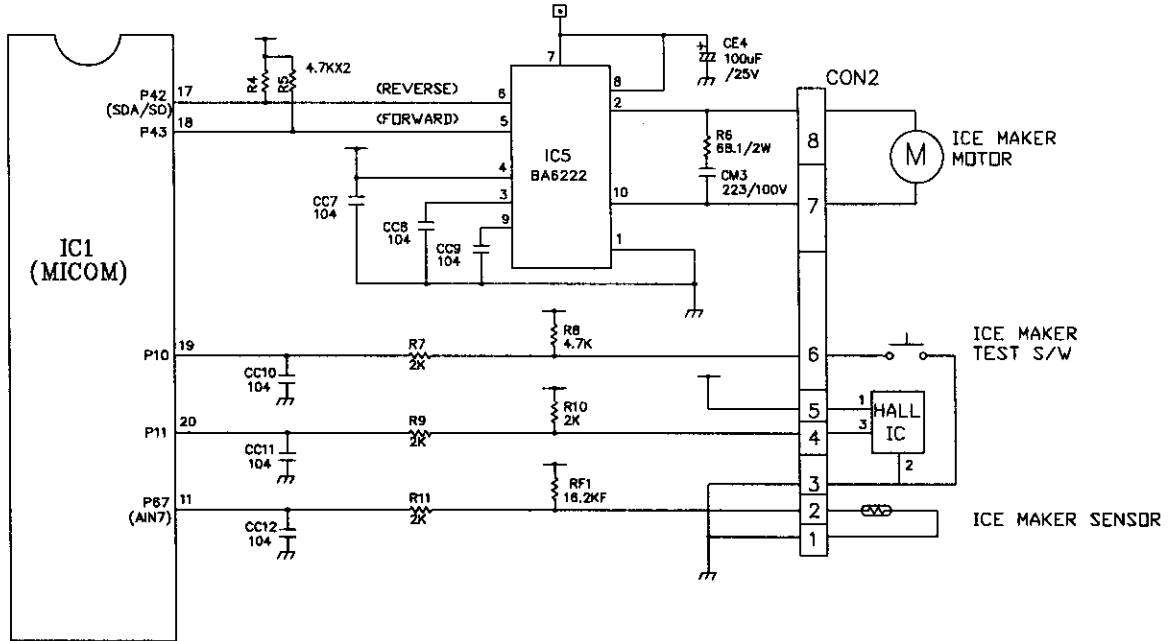 IC1
(MICOM)
P42
(SDA/SO)
17
P43
18
R4
R5
4.7KX2
(REVERSE)
(FORWARD)
7
6
5
4
3
9
8
2
10
1
IC5
BA6222
CE4
100uF
/25V
CC7
104
CC8
104
CC9
104
R6
68.1/2W
CM3
223/100V
CON2
8
7
6
5
4
3
2
1
M
ICE MAKER
MOTOR
P10
19
CC10
104
R7
2K
R8
4.7K
ICE MAKER
TEST S/W
P11
20
CC11
104
R9
2K
R10
2K
1
3
2
HALL
IC
P67
(AIN7)
11
CC12
104
R11
2K
RF1
16.2KF
ICE MAKER SENSOR